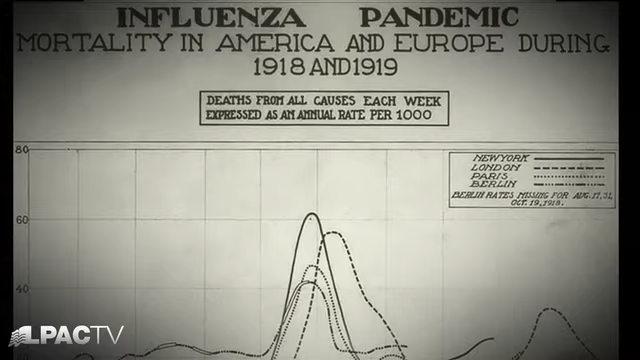 INFLUENZA PANDEMIC
MORTALITY IN AMERICA AND EUROPE DURING
1918 AND 1919
DEATHS FROM ALL CAUSES EACH WEEK
EXPRESSED AS AN ANNUAL RATE PER 1000
80
NEW YORK
LONDON
PARIS
BERLIN
BERLIN RATES MISSING FOR AUG. 17, 31,
OCT. 19, 1918.
60
40
LPACTV